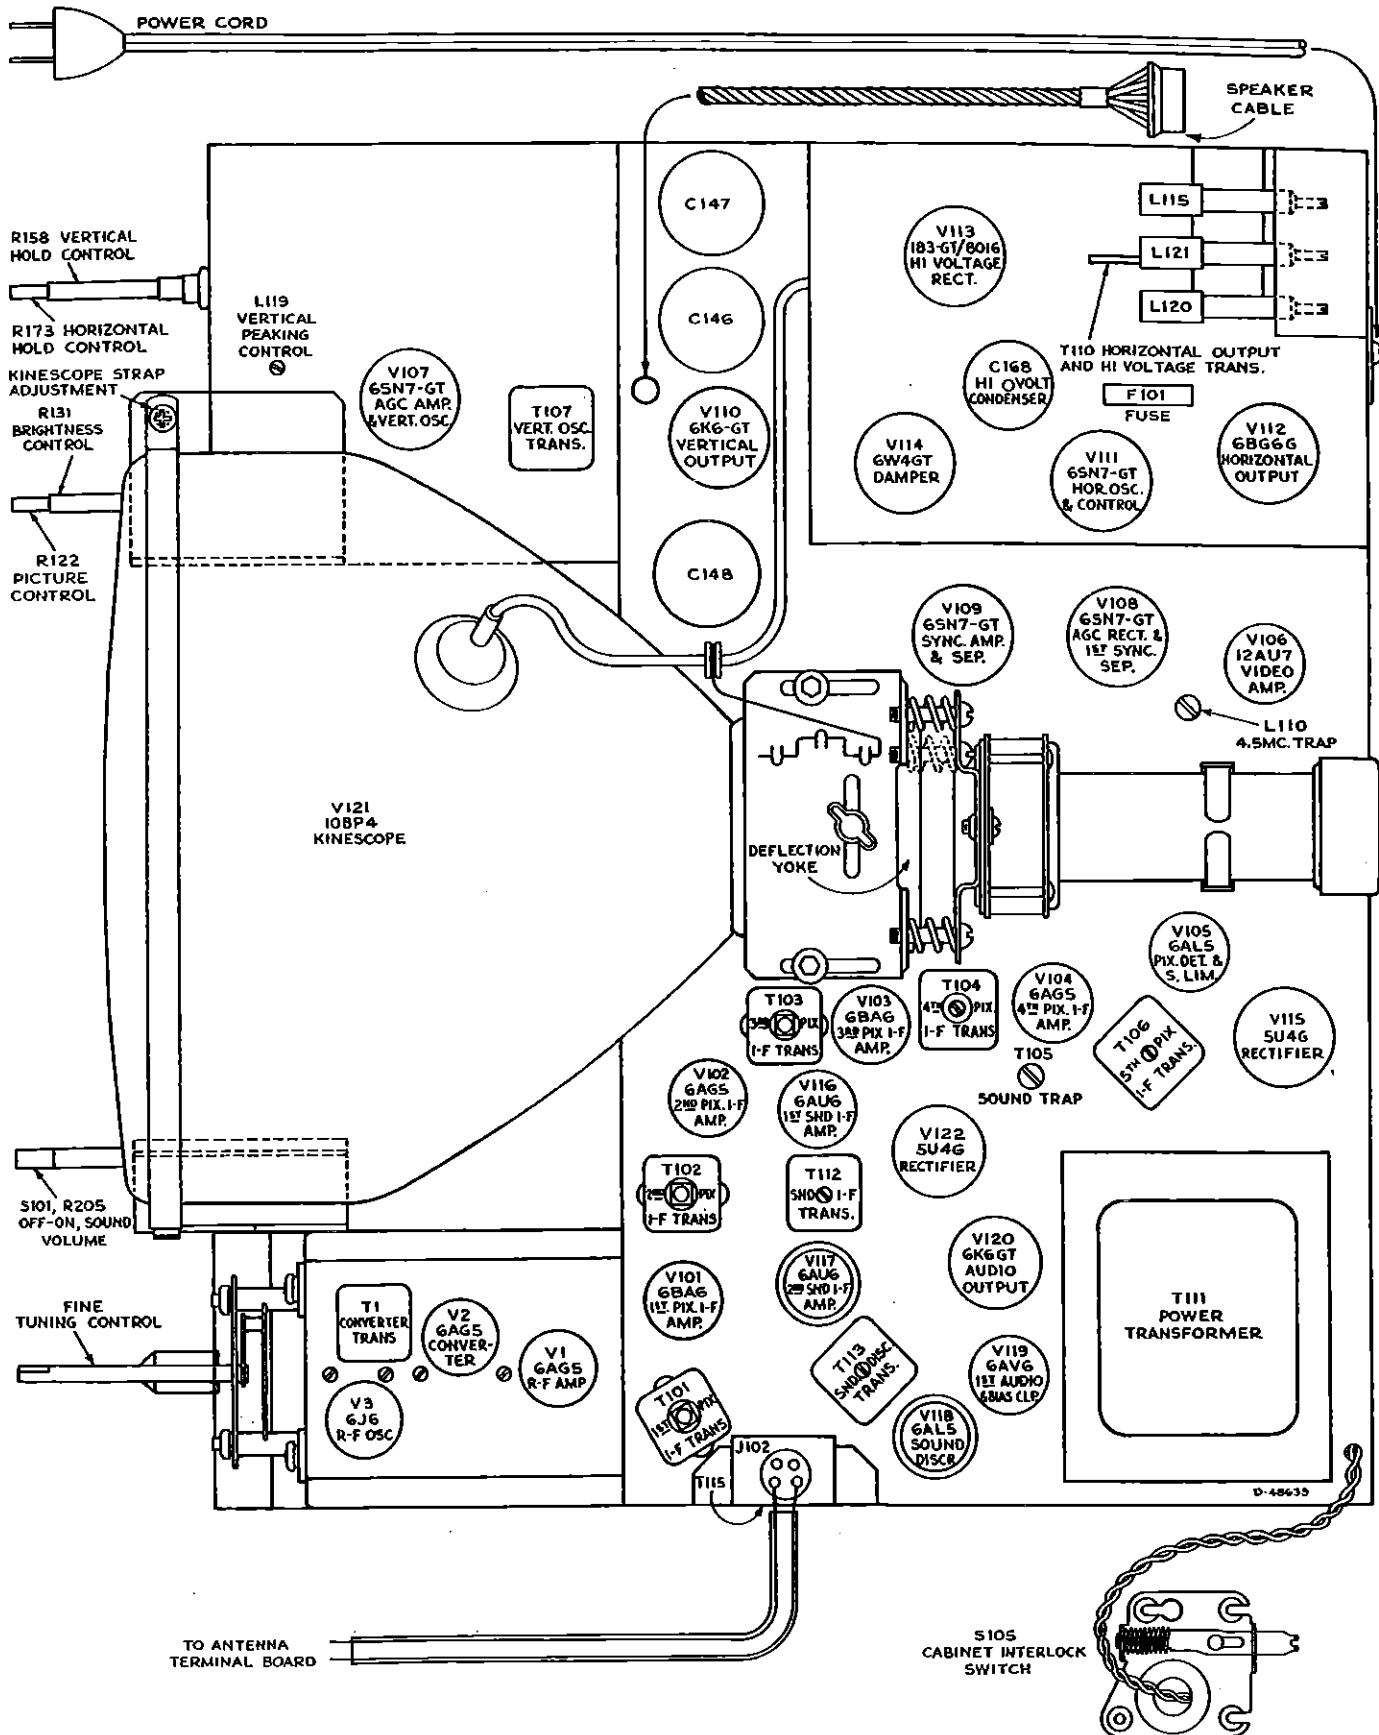 POWER CORD
SPEAKER
CABLE
C147
L115
R158 VERTICAL
HOLD CONTROL
V113
1B3-GT/8016
HI VOLTAGE
RECT.
L121
L119
VERTICAL
PEAKING
CONTROL
C146
L120
R173 HORIZONTAL
HOLD CONTROL
T110 HORIZONTAL OUTPUT
AND HI VOLTAGE TRANS.
KINESCOPE STRAP
ADJUSTMENT
V107
6SN7-GT
AGC AMP.
& VERT. OSC.
C168
HI VOLT
CONDENSER
F101
FUSE
R131
BRIGHTNESS
CONTROL
T107
VERT. OSC.
TRANS.
V110
6K6-GT
VERTICAL
OUTPUT
V114
6W4GT
DAMPER
V111
6SN7-GT
HOR. OSC.
& CONTROL
V112
6BG6G
HORIZONTAL
OUTPUT
R122
PICTURE
CONTROL
C148
V109
6SN7-GT
SYNC. AMP.
& SEP.
V108
6SN7-GT
AGC RECT. &
1ST SYNC.
SEP.
V106
12AU7
VIDEO
AMP.
L110
4.5MC. TRAP
V121
10BP4
KINESCOPE
DEFLECTION
YOKE
V105
6AL5
PIX. DET. &
S. LIM.
T103
3RD PIX
I-F TRANS
V103
6BA6
3RD PIX I-F
AMP.
T104
4TH PIX.
I-F TRANS
V104
6AG5
4TH PIX. I-F
AMP.
T106
5TH PIX
I-F TRANS.
V115
5U4G
RECTIFIER
T105
SOUND TRAP
V102
6AG5
2ND PIX. I-F
AMP.
V116
6AU6
1ST SND I-F
AMP.
V122
5U4G
RECTIFIER
T102
2ND PIX
I-F TRANS
T112
SND I-F
TRANS.
S101, R205
OFF-ON, SOUND
VOLUME
V120
6K6GT
AUDIO
OUTPUT
V101
6BA6
1ST. PIX. I-F
AMP.
V117
6AU6
2ND SND I-F
AMP.
FINE
TUNING CONTROL
T1
CONVERTER
TRANS
V2
6AG5
CONVER-
TER
V1
6AG5
R-F AMP
V3
6J6
R-F OSC
T113
SND DISC.
TRANS.
V119
6AV6
1ST AUDIO
& BIAS CLP.
T111
POWER
TRANSFORMER
T101
1ST PIX
I-F TRANS
V118
6AL5
SOUND
DISCR
J102
T115
D-48639
TO ANTENNA
TERMINAL BOARD
S105
CABINET INTERLOCK
SWITCH